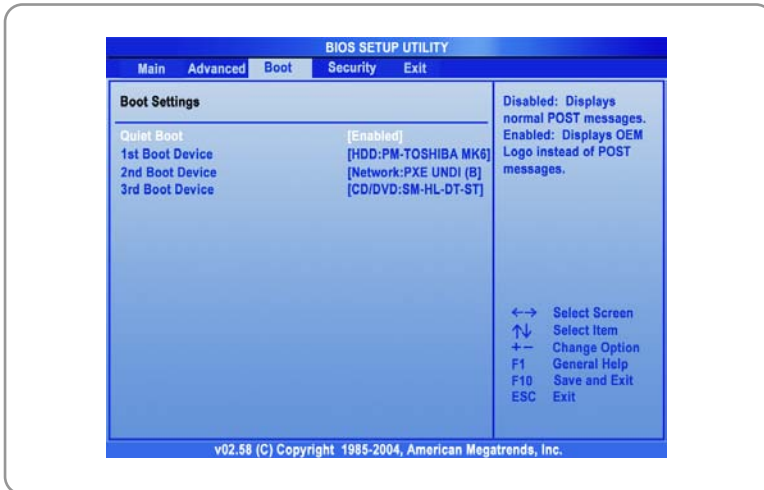 BIOS SETUP UTILITY
Main Advanced Boot Security Exit
Boot Settings
Quiet Boot [Enabled]
1st Boot Device [HDD:PM-TOSHIBA MK6]
2nd Boot Device [Network:PXE UNDI (B]
3rd Boot Device [CD/DVD:SM-HL-DT-ST]
Disabled: Displays
normal POST messages.
Enabled: Displays OEM
Logo instead of POST
messages.
←→ Select Screen
↑↓ Select Item
+− Change Option
F1 General Help
F10 Save and Exit
ESC Exit
v02.58 (C) Copyright 1985-2004, American Megatrends, Inc.